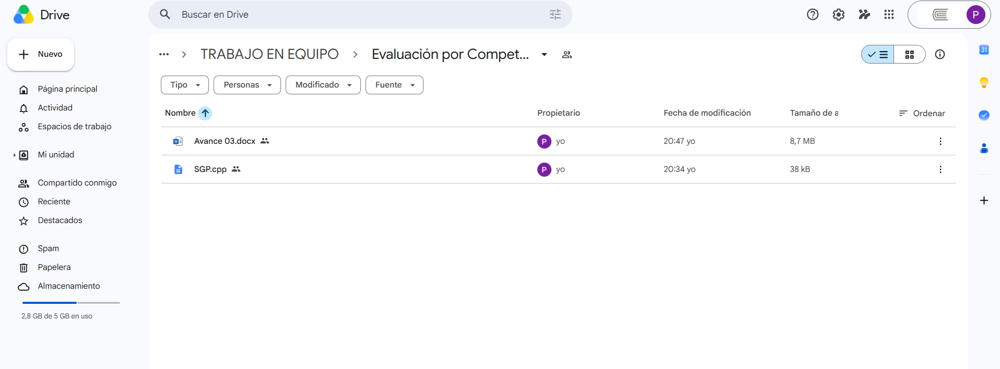 Drive
Buscar en Drive
P
Nuevo
TRABAJO EN EQUIPO
Evaluación por Compet...
31
Tipo
Personas
Modificado
Fuente
Página principal
Actividad
Espacios de trabajo
Mi unidad
Compartido conmigo
Reciente
Destacados
Spam
Papelera
Almacenamiento
2,8 GB de 5 GB en uso
Nombre Propietario Fecha de modificación Tamaño de a Ordenar
W Avance 03.docx P yo 20:47 yo 8,7 MB
SGP.cpp P yo 20:34 yo 38 kB